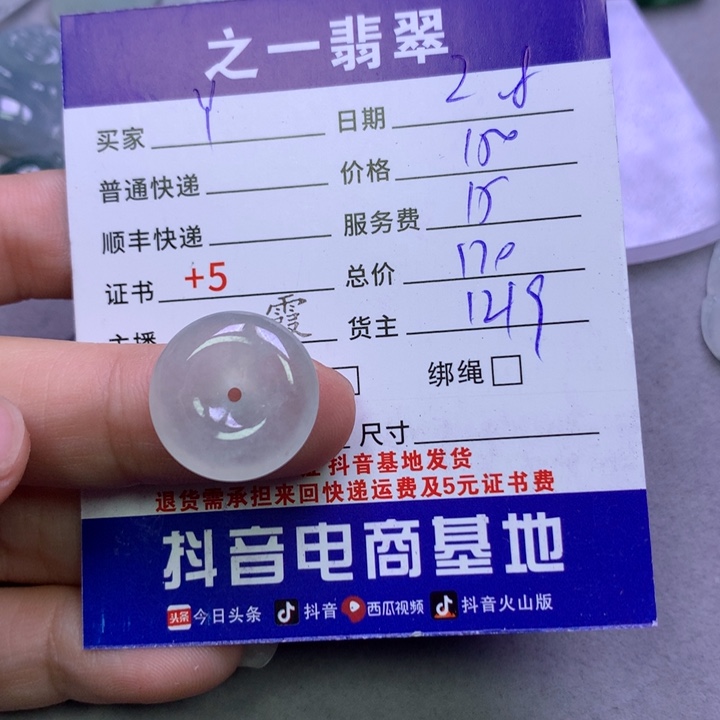 之一翡翠
买家 Y 日期
普通快递 价格 150
顺丰快递 服务费 15
证书 +5 总价 170
主播 霞 货主 1219
绑绳
尺寸
抖音基地发货
退货需承担来回快递运费及5元证书费
抖音电商基地
头条 今日头条 抖音 西瓜视频 抖音火山版